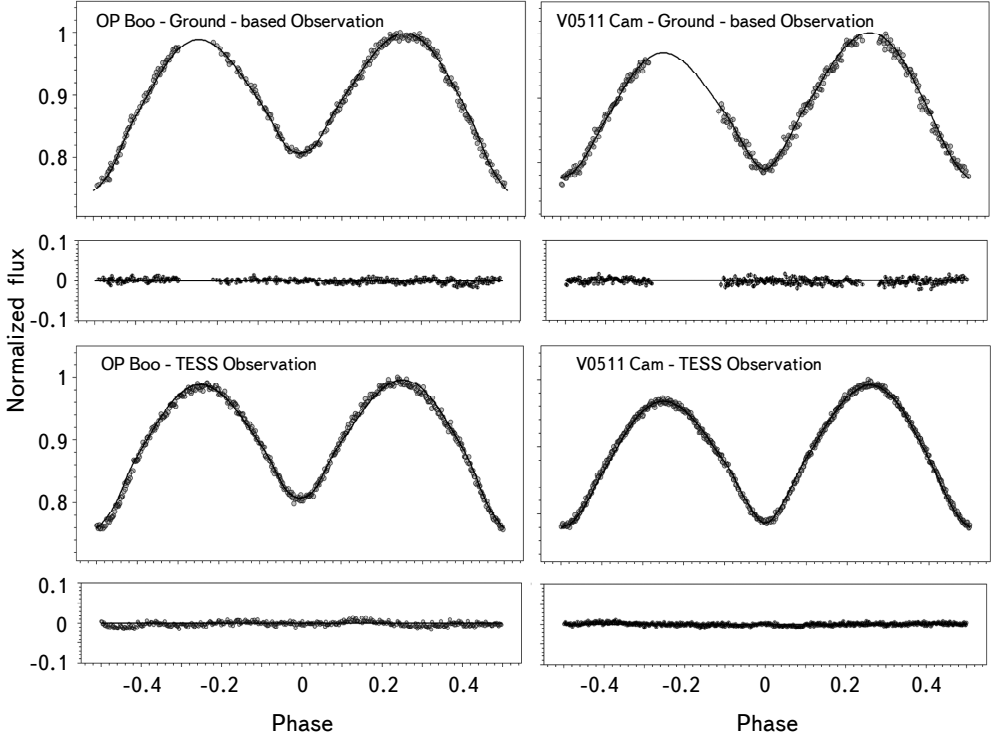 OP Boo - Ground - based Observation
V0511 Cam - Ground - based Observation
1
0.9
0.8
0.1
0
-0.1
Normalized flux
OP Boo - TESS Observation
V0511 Cam - TESS Observation
1
0.9
0.8
0.1
0
-0.1
-0.4 -0.2 0 0.2 0.4
-0.4 -0.2 0 0.2 0.4
Phase
Phase